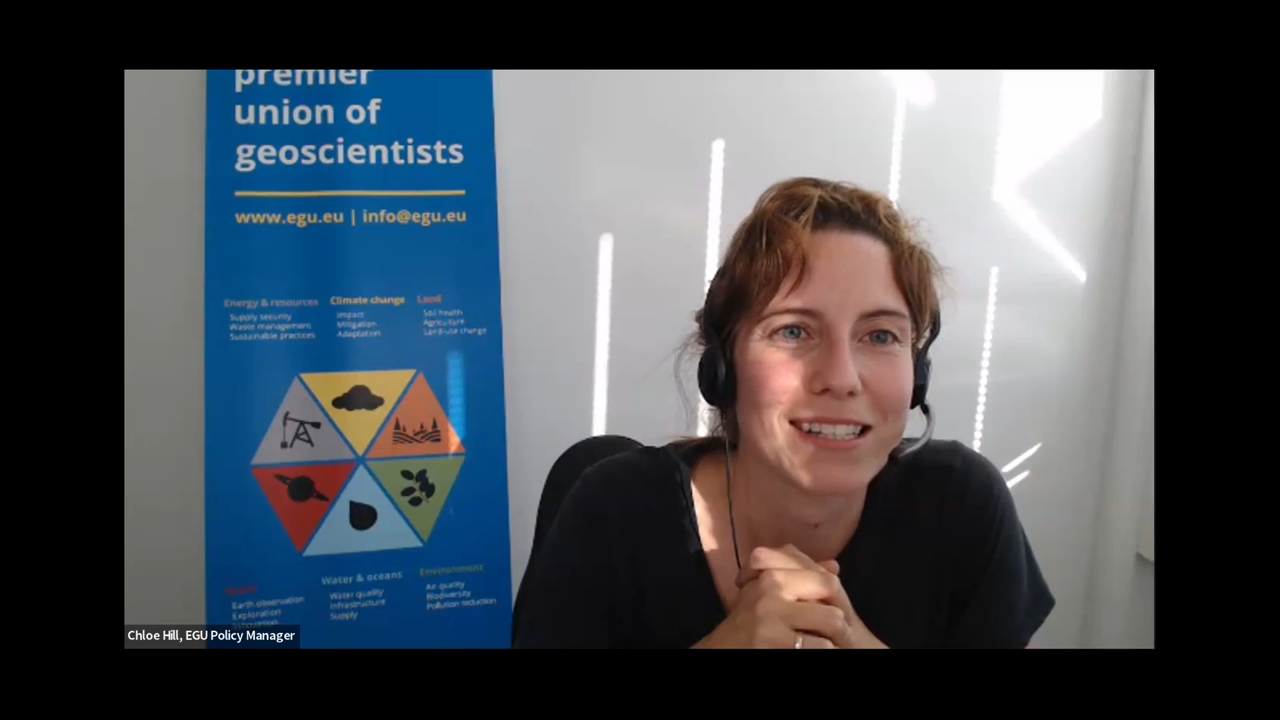 premier
union of
geoscientists
www.egu.eu | info@egu.eu
Energy & resources
Supply security
Waste management
Sustainable practices
Climate change
Impact
Mitigation
Adaptation
Land
Soil health
Agriculture
Land-use change
Earth observation
Exploration
Innovation
Water & oceans
Water quality
Infrastructure
Supply
Environment
Air quality
Biodiversity
Pollution reduction
Chloe Hill, EGU Policy Manager